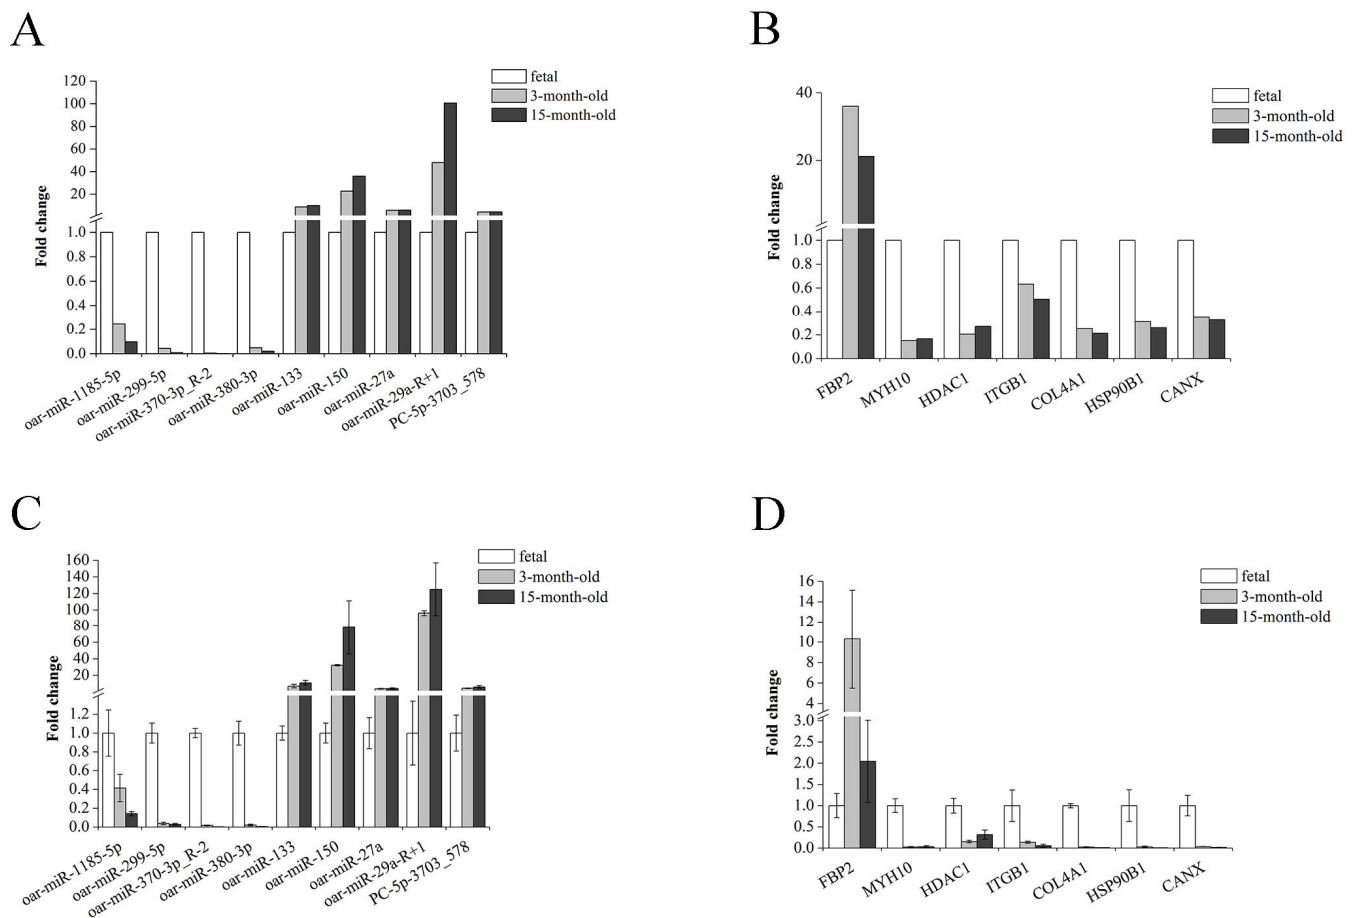 A
120
100
80
60
40
20
1.0
0.8
0.6
0.4
0.2
0.0
Fold change
fetal
3-month-old
15-month-old
oar-miR-1185-5p
oar-miR-299-5p
oar-miR-370-3p_R-2
oar-miR-380-3p
oar-miR-133
oar-miR-150
oar-miR-27a
oar-miR-29a-R+1
PC-5p-3703_578
B
40
20
1.0
0.8
0.6
0.4
0.2
0.0
Fold change
fetal
3-month-old
15-month-old
FBP2
MYH10
HDAC1
ITGB1
COL4A1
HSP90B1
CANX
C
160
140
120
100
80
60
40
20
1.2
1.0
0.8
0.6
0.4
0.2
0.0
Fold change
fetal
3-month-old
15-month-old
oar-miR-1185-5p
oar-miR-299-5p
oar-miR-370-3p_R-2
oar-miR-380-3p
oar-miR-133
oar-miR-150
oar-miR-27a
oar-miR-29a-R+1
PC-5p-3703_578
D
16
14
12
10
8
6
4
3.0
2.5
2.0
1.5
1.0
0.5
0.0
Fold change
fetal
3-month-old
15-month-old
FBP2
MYH10
HDAC1
ITGB1
COL4A1
HSP90B1
CANX